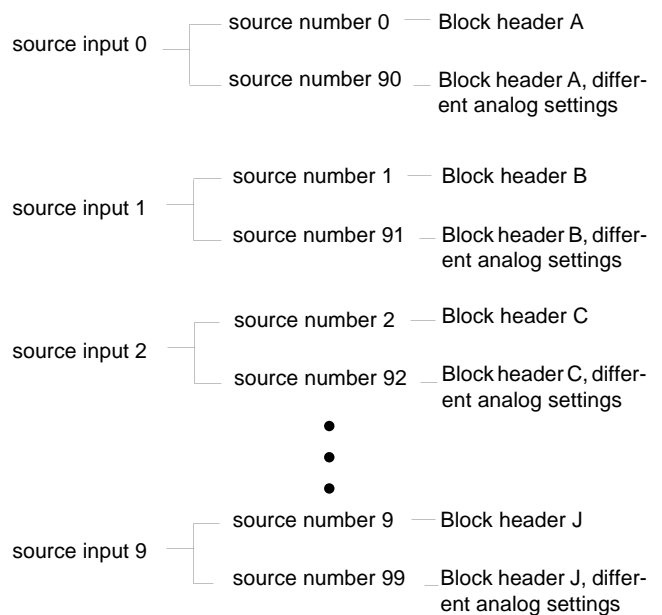 source input 0
source number 0
Block header A
source number 90
Block header A, differ-
ent analog settings
source input 1
source number 1
Block header B
source number 91
Block header B, differ-
ent analog settings
source input 2
source number 2
Block header C
source number 92
Block header C, differ-
ent analog settings
source input 9
source number 9
Block header J
source number 99
Block header J, differ-
ent analog settings